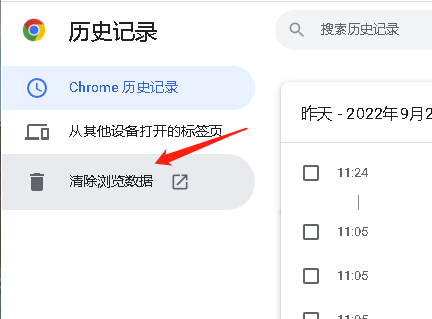 历史记录
搜索历史记录
Chrome 历史记录
从其他设备打开的标签页
清除浏览数据
昨天 - 2022年9月2
11:24
11:05
11:05
11:05